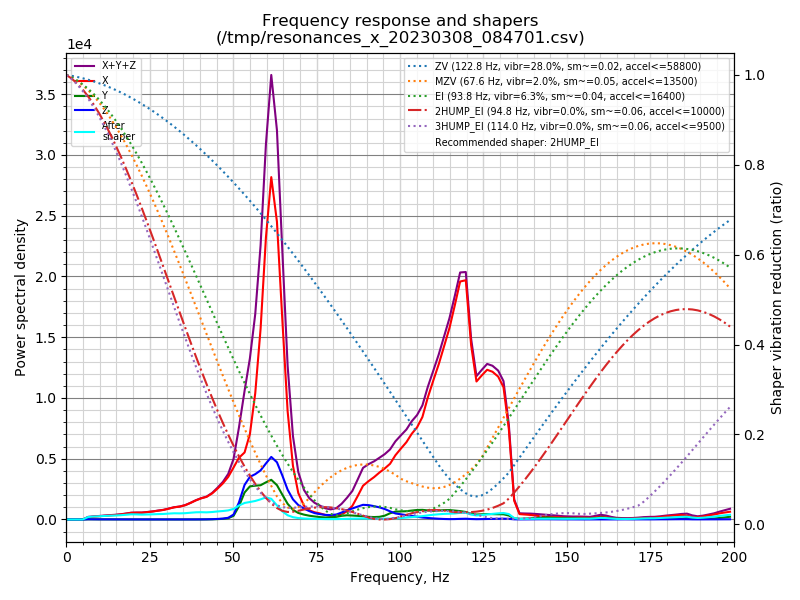 Frequency response and shapers
(/tmp/resonances_x_20230308_084701.csv)
1e4
X+Y+Z
X
Y
Z
After
shaper
ZV (122.8 Hz, vibr=28.0%, sm~=0.02, accel<=58800)
MZV (67.6 Hz, vibr=2.0%, sm~=0.05, accel<=13500)
EI (93.8 Hz, vibr=6.3%, sm~=0.04, accel<=16400)
2HUMP_EI (94.8 Hz, vibr=0.0%, sm~=0.06, accel<=10000)
3HUMP_EI (114.0 Hz, vibr=0.0%, sm~=0.06, accel<=9500)
Recommended shaper: 2HUMP_EI
Power spectral density
3.5
3.0
2.5
2.0
1.5
1.0
0.5
0.0
1.0
0.8
0.6
0.4
0.2
0.0
Shaper vibration reduction (ratio)
0 25 50 75 100 125 150 175 200
Frequency, Hz